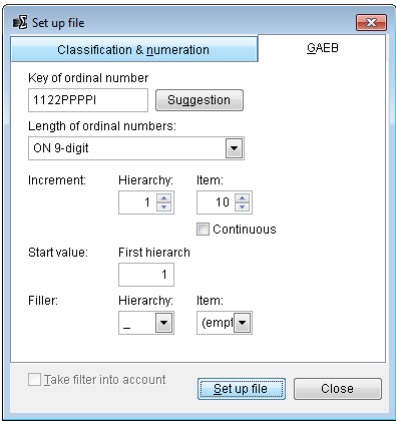 Set up file
Classification & numeration
GAEB
Key of ordinal number
1122PPPPI
Suggestion
Length of ordinal numbers:
ON 9-digit
Increment: Hierarchy: Item:
1 10
Continuous
Start value: First hierarch
1
Filler: Hierarchy: Item:
_ (empf
Take filter into account
Set up file Close